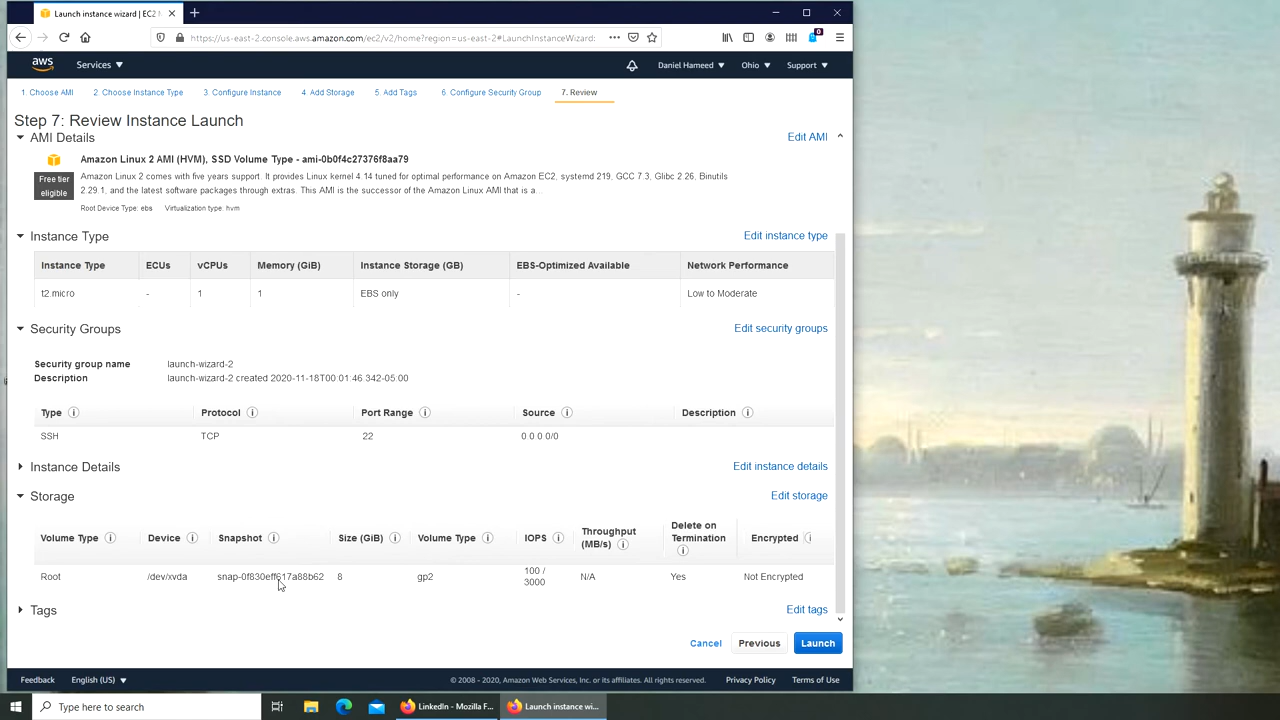 Launch instance wizard | EC2 M
https://us-east-2.console.aws.amazon.com/ec2/v2/home?region=us-east-2#LaunchInstanceWizard:
0
aws Services Daniel Hameed Ohio Support
1. Choose AMI 2. Choose Instance Type 3. Configure Instance 4. Add Storage 5. Add Tags 6. Configure Security Group 7. Review
Step 7: Review Instance Launch
AMI Details Edit AMI
Amazon Linux 2 AMI (HVM), SSD Volume Type - ami-0b0f4c27376f8aa79
Free tier eligible
Amazon Linux 2 comes with five years support. It provides Linux kernel 4.14 tuned for optimal performance on Amazon EC2, systemd 219, GCC 7.3, Glibc 2.26, Binutils
2.29.1, and the latest software packages through extras. This AMI is the successor of the Amazon Linux AMI that is a...
Root Device Type: ebs Virtualization type: hvm
Instance Type Edit instance type
Instance Type ECUs vCPUs Memory (GiB) Instance Storage (GB) EBS-Optimized Available Network Performance
t2.micro - 1 1 EBS only - Low to Moderate
Security Groups Edit security groups
Security group name launch-wizard-2
Description launch-wizard-2 created 2020-11-18T00:01:46.342-05:00
Type Protocol Port Range Source Description
SSH TCP 22 0.0.0.0/0
Instance Details Edit instance details
Storage Edit storage
Volume Type Device Snapshot Size (GiB) Volume Type IOPS Throughput (MB/s) Delete on Termination Encrypted
Root /dev/xvda snap-0f830eff617a88b62 8 gp2 100 / 3000 N/A Yes Not Encrypted
Tags Edit tags
Cancel Previous Launch
Feedback English (US) © 2008 - 2020, Amazon Web Services, Inc. or its affiliates. All rights reserved. Privacy Policy Terms of Use
Type here to search LinkedIn - Mozilla F... Launch instance wi...